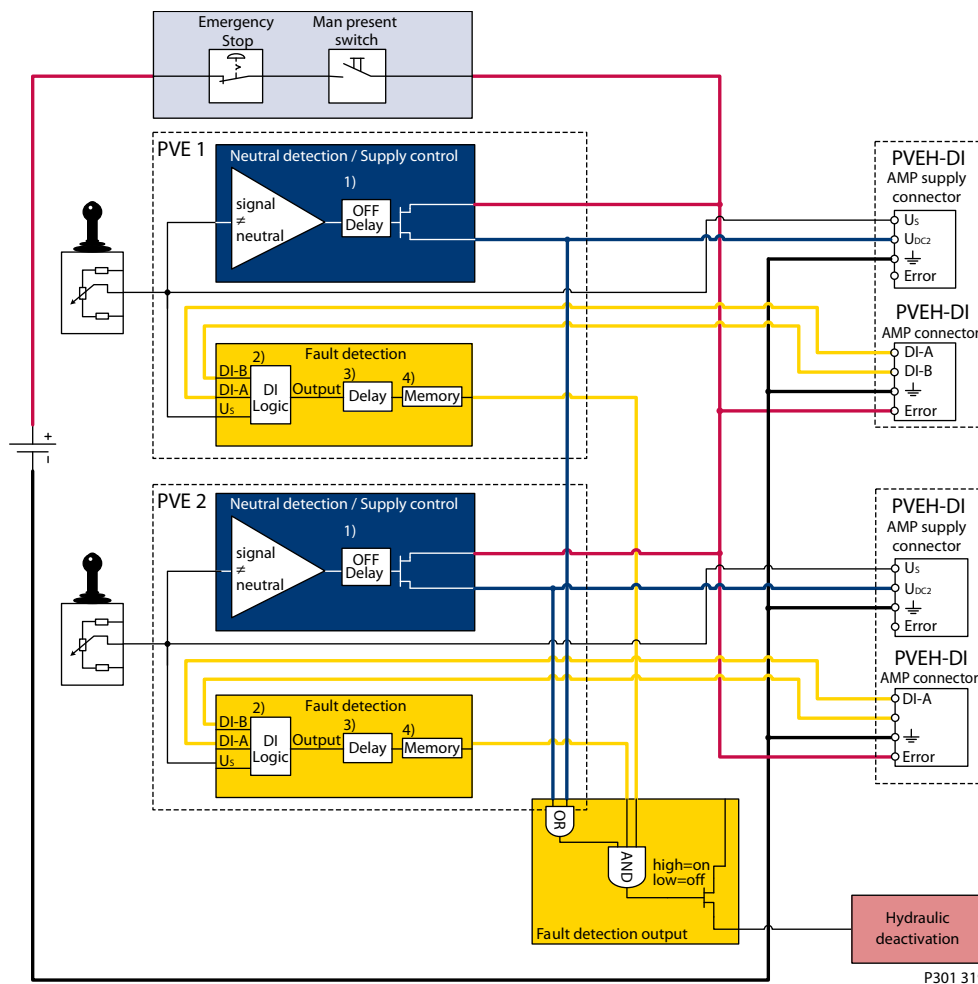 Emergency
Stop
Man present
switch
PVE 1
Neutral detection / Supply control
1)
signal
≠
neutral
OFF
Delay
PVEH-DI
AMP supply
connector
Us
UDC2
Error
+
−
Fault detection
2)
3)
4)
DI-B
DI-A
Us
DI
Logic
Output
Delay
Memory
PVEH-DI
AMP connector
DI-A
DI-B
Error
PVE 2
Neutral detection / Supply control
1)
signal
≠
neutral
OFF
Delay
PVEH-DI
AMP supply
connector
Us
UDC2
Error
Fault detection
2)
3)
4)
DI-B
DI-A
Us
DI
Logic
Output
Delay
Memory
PVEH-DI
AMP connector
DI-A
Error
OR
AND
high=on
low=off
Fault detection output
Hydraulic
deactivation
P301 31